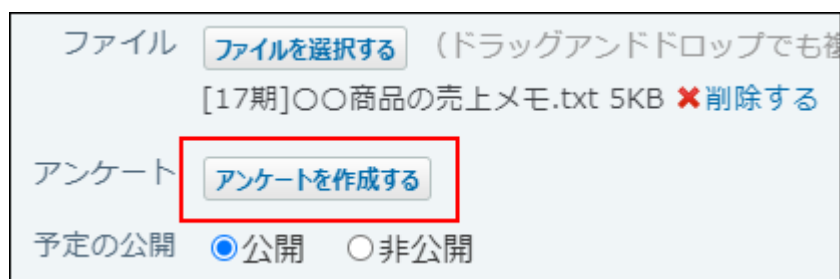 ファイル ファイルを選択する (ドラッグアンドドロップでも複
[17期]〇〇商品の売上メモ.txt 5KB ✖削除する
アンケート アンケートを作成する
予定の公開 公開 非公開